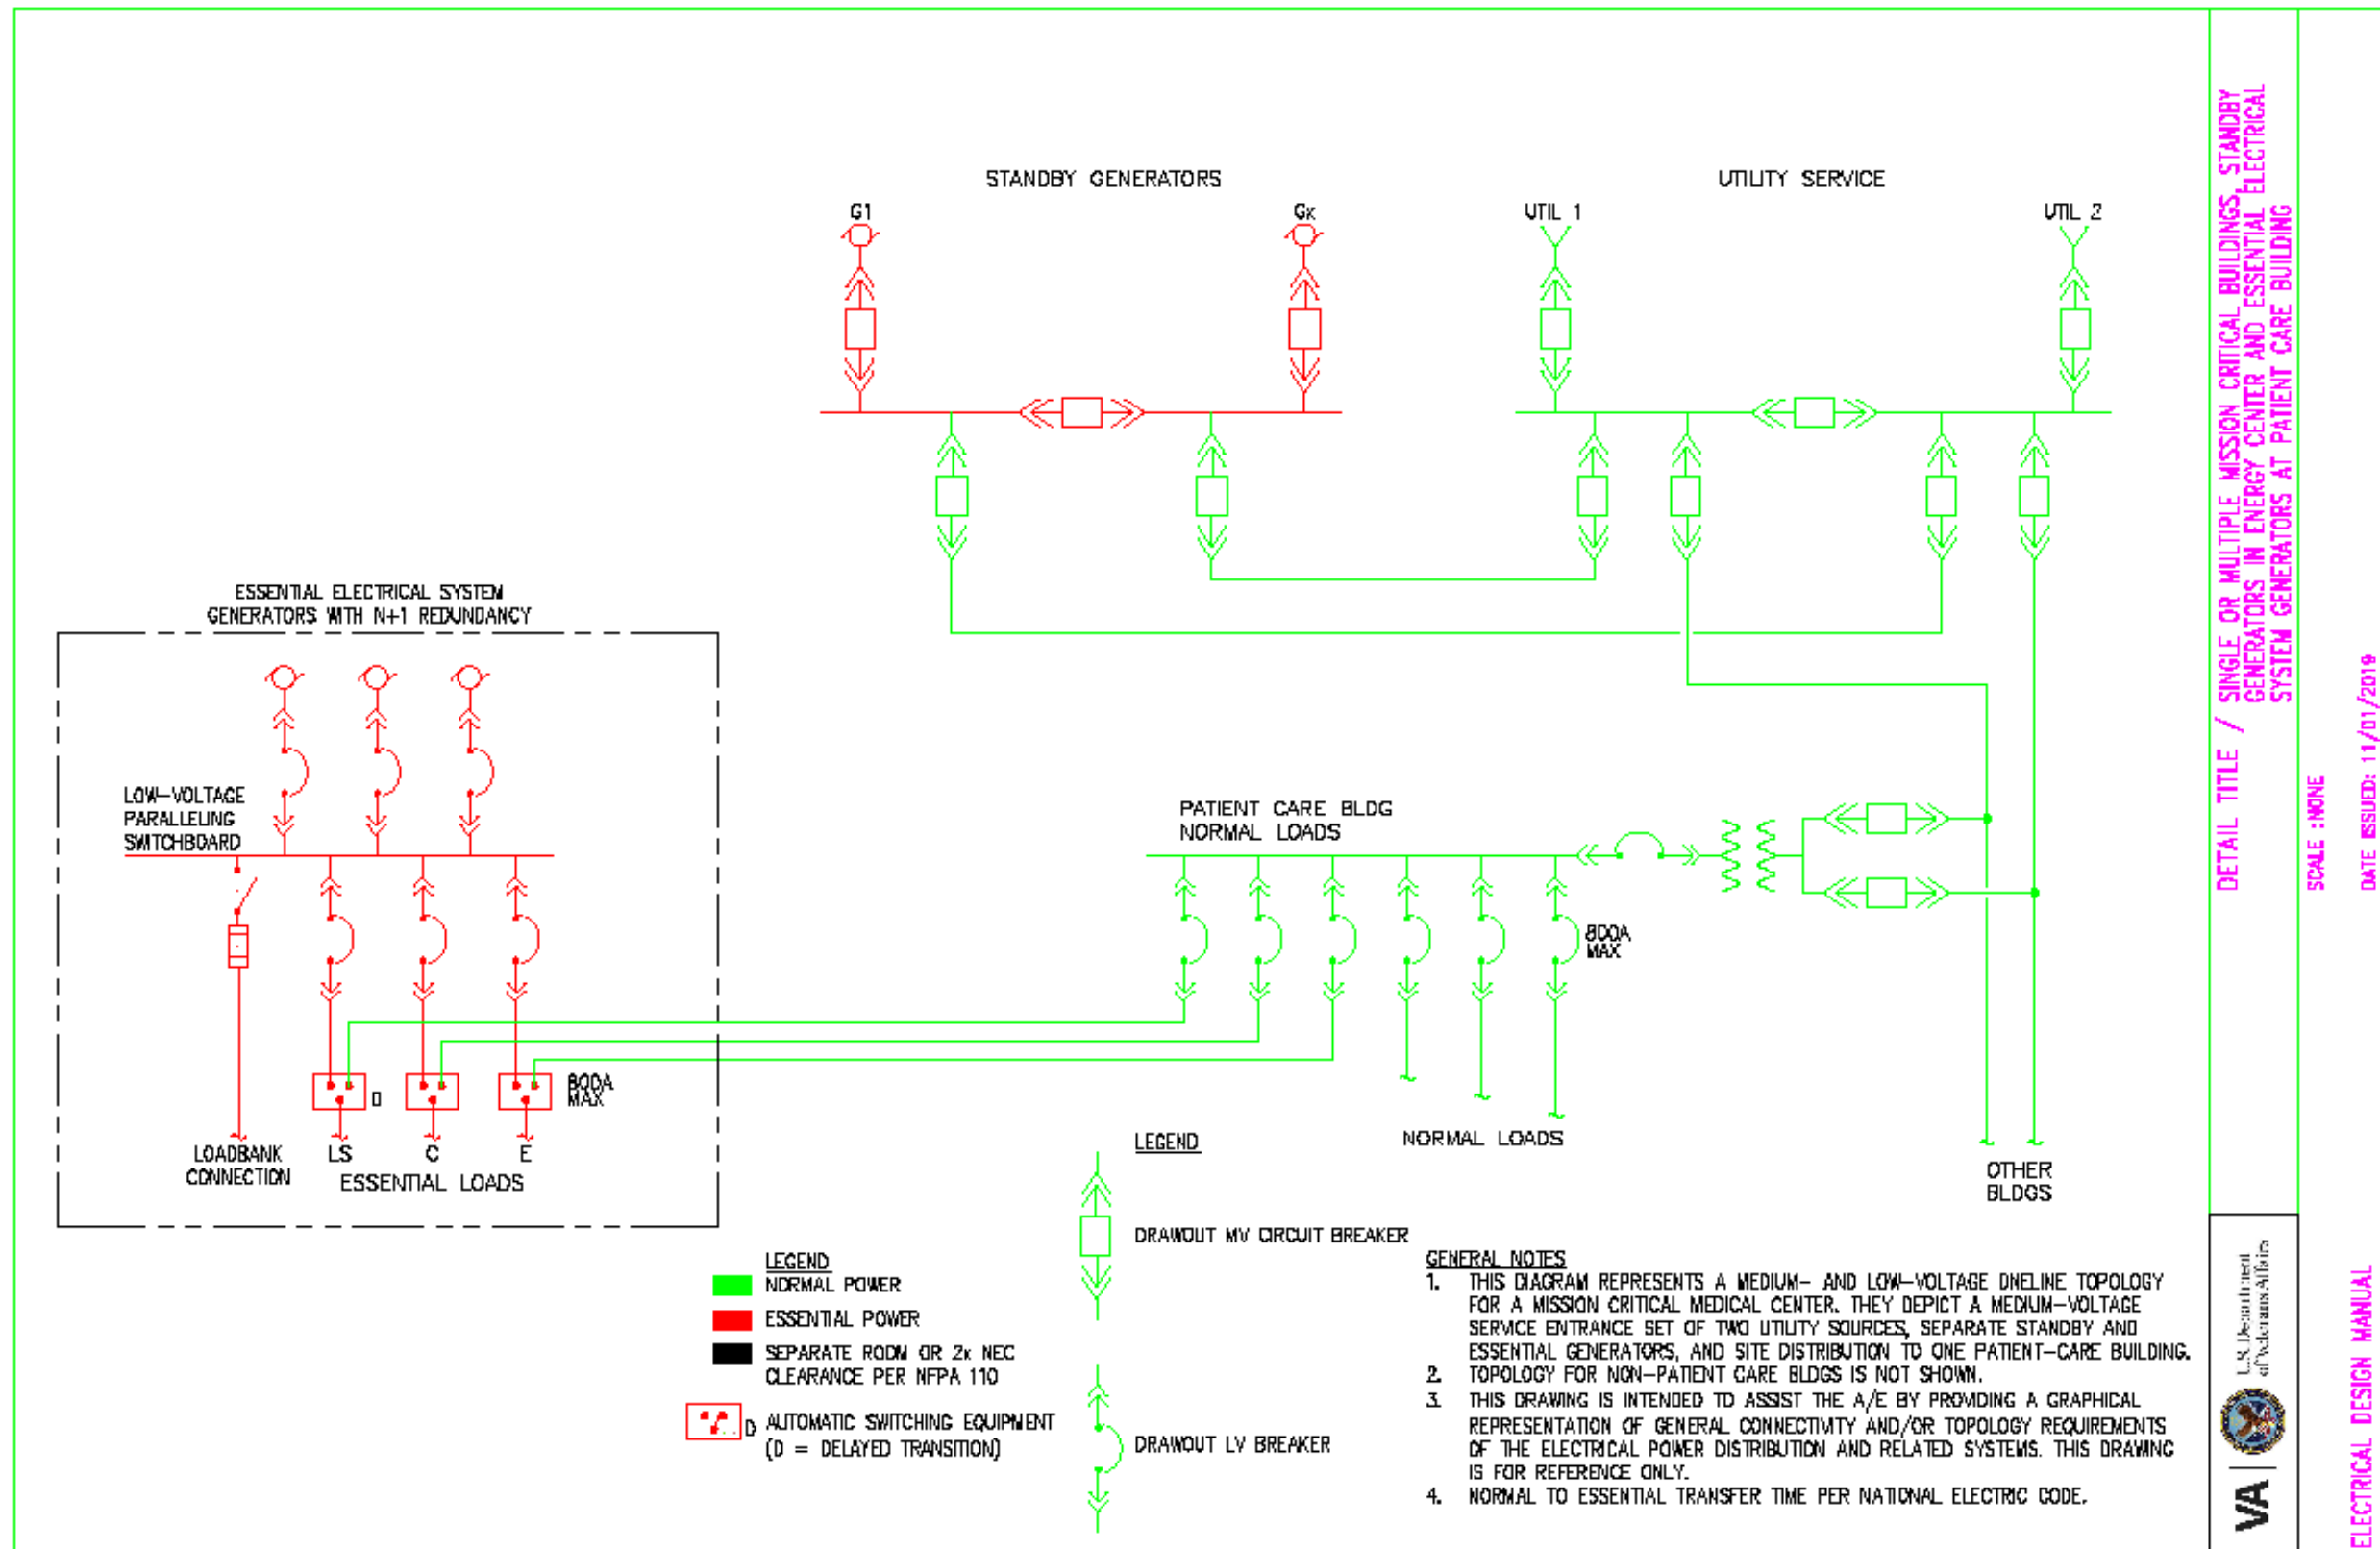 STANDBY GENERATORS
UTILITY SERVICE
G1
Gx
UTIL 1
UTIL 2
ESSENTIAL ELECTRICAL SYSTEM
GENERATORS WITH N+1 REDUNDANCY
LOW-VOLTAGE
PARALLELING
SWITCHBOARD
PATIENT CARE BLDG
NORMAL LOADS
800A
MAX
D
800A
MAX
LOADBANK
CONNECTION
LS
C
E
ESSENTIAL LOADS
NORMAL LOADS
OTHER
BLDGS
LEGEND
DRAWOUT MV CIRCUIT BREAKER
DRAWOUT LV BREAKER
LEGEND
NORMAL POWER
ESSENTIAL POWER
SEPARATE ROOM OR 2x NEC
CLEARANCE PER NFPA 110
D
AUTOMATIC SWITCHING EQUIPMENT
(D = DELAYED TRANSITION)
GENERAL NOTES
1. THIS DIAGRAM REPRESENTS A MEDIUM- AND LOW-VOLTAGE ONELINE TOPOLOGY
FOR A MISSION CRITICAL MEDICAL CENTER. THEY DEPICT A MEDIUM-VOLTAGE
SERVICE ENTRANCE SET OF TWO UTILITY SOURCES, SEPARATE STANDBY AND
ESSENTIAL GENERATORS, AND SITE DISTRIBUTION TO ONE PATIENT-CARE BUILDING.
2. TOPOLOGY FOR NON-PATIENT CARE BLDGS IS NOT SHOWN.
3. THIS DRAWING IS INTENDED TO ASSIST THE A/E BY PROVIDING A GRAPHICAL
REPRESENTATION OF GENERAL CONNECTIVITY AND/OR TOPOLOGY REQUIREMENTS
OF THE ELECTRICAL POWER DISTRIBUTION AND RELATED SYSTEMS. THIS DRAWING
IS FOR REFERENCE ONLY.
4. NORMAL TO ESSENTIAL TRANSFER TIME PER NATIONAL ELECTRIC CODE.
DETAIL TITLE / SINGLE OR MULTIPLE MISSION CRITICAL BUILDINGS, STANDBY
GENERATORS IN ENERGY CENTER AND ESSENTIAL ELECTRICAL
SYSTEM GENERATORS AT PATIENT CARE BUILDING
SCALE :NONE
DATE ISSUED: 11/01/2019
VA
U.S. Department
of Veterans Affairs
ELECTRICAL DESIGN MANUAL